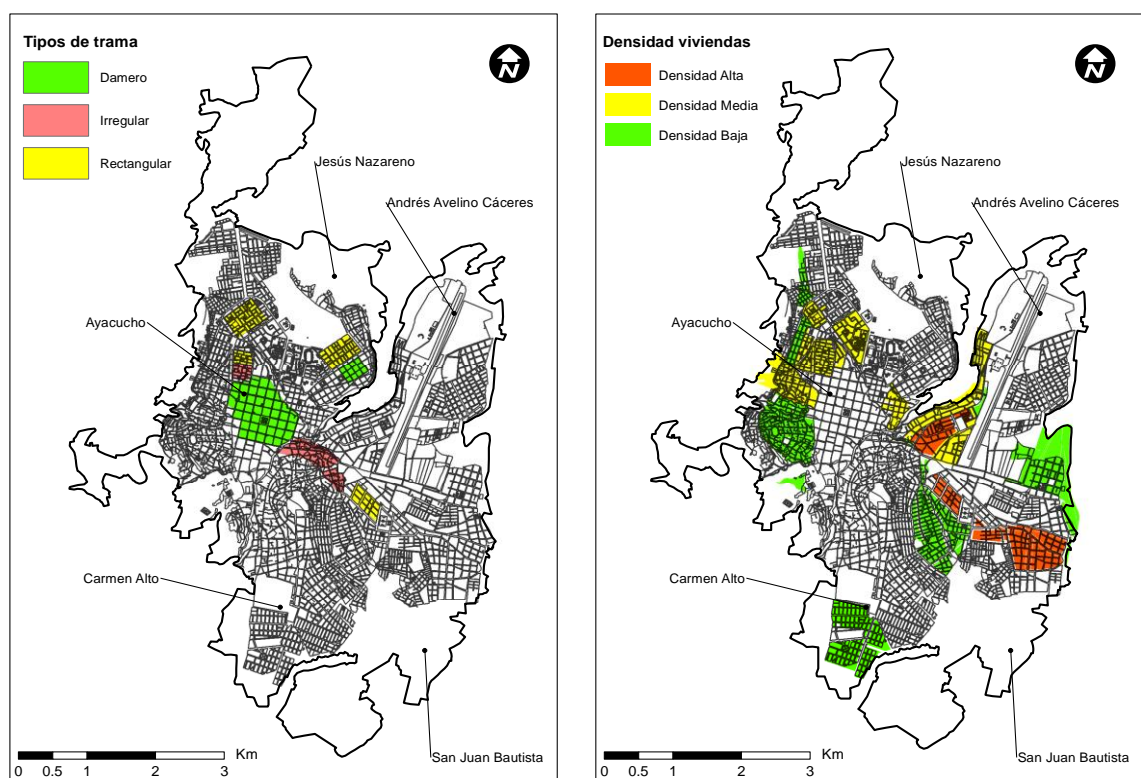 Tipos de trama
N
Damero
Irregular
Rectangular
Jesús Nazareno
Andrés Avelino Cáceres
Ayacucho
Carmen Alto
San Juan Bautista
Km
0 0.5 1 2 3
Densidad viviendas
N
Densidad Alta
Densidad Media
Densidad Baja
Jesús Nazareno
Andrés Avelino Cáceres
Ayacucho
Carmen Alto
San Juan Bautista
Km
0 0.5 1 2 3